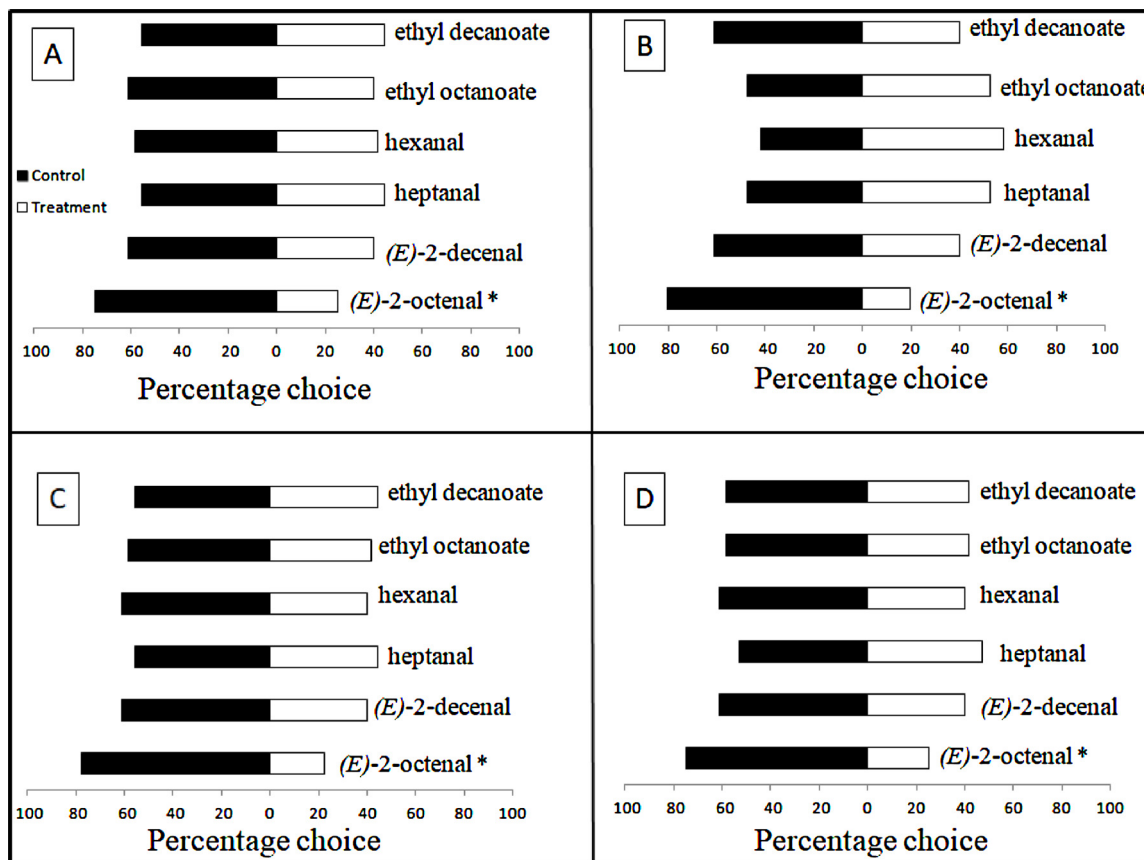 A
ethyl decanoate
ethyl octanoate
hexanal
Control
heptanal
Treatment
(E)-2-decenal
(E)-2-octenal *
100 80 60 40 20 0 20 40 60 80 100
Percentage choice
B
ethyl decanoate
ethyl octanoate
hexanal
heptanal
(E)-2-decenal
(E)-2-octenal *
100 80 60 40 20 0 20 40 60 80 100
Percentage choice
C
ethyl decanoate
ethyl octanoate
hexanal
heptanal
(E)-2-decenal
(E)-2-octenal *
100 80 60 40 20 0 20 40 60 80 100
Percentage choice
D
ethyl decanoate
ethyl octanoate
hexanal
heptanal
(E)-2-decenal
(E)-2-octenal *
100 80 60 40 20 0 20 40 60 80 100
Percentage choice